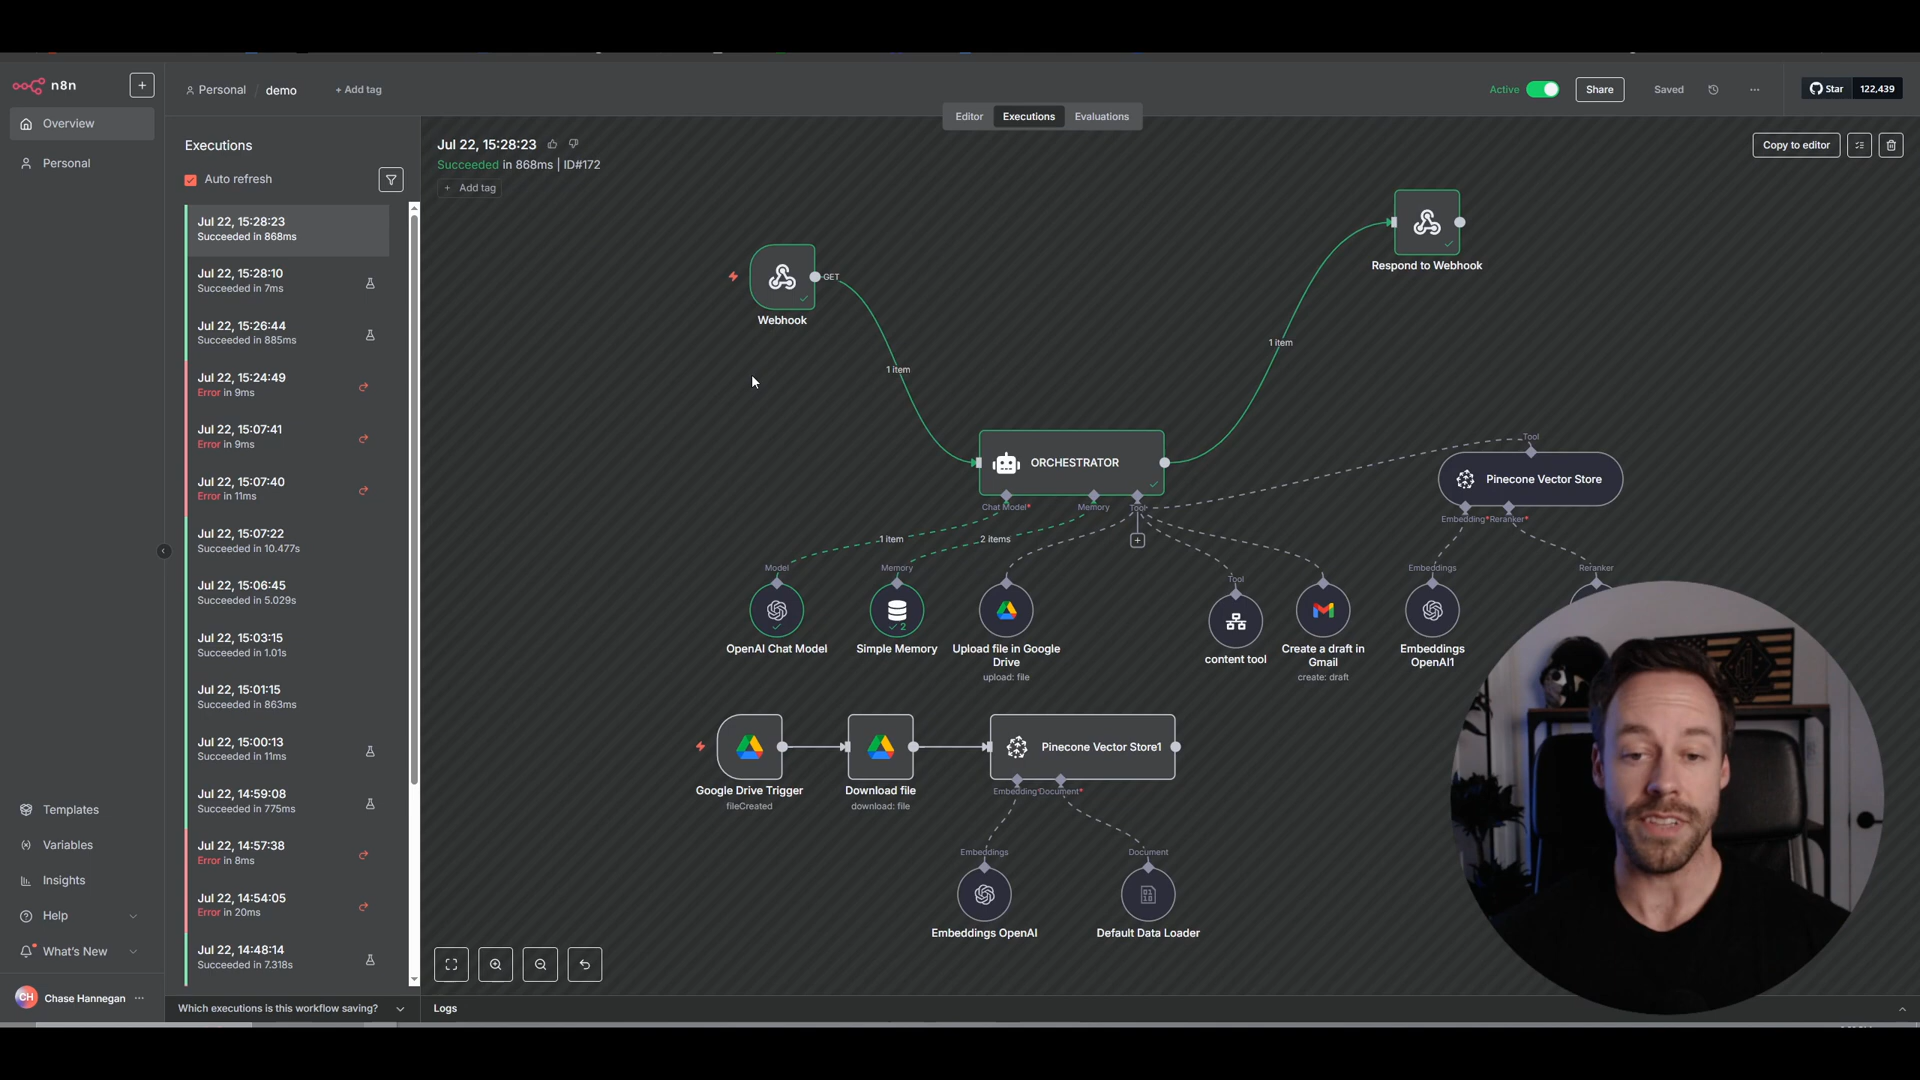 n8n
+
Overview
Personal
Templates
Variables
Insights
Help
What's New
CH
Chase Hannegan
Personal / demo
+ Add tag
Active
Share
Saved
Star
122,439
Editor
Executions
Evaluations
Executions
Auto refresh
Jul 22, 15:28:23
Succeeded in 868ms
Jul 22, 15:28:10
Succeeded in 7ms
Jul 22, 15:26:44
Succeeded in 885ms
Jul 22, 15:24:49
Error in 9ms
Jul 22, 15:07:41
Error in 9ms
Jul 22, 15:07:40
Error in 11ms
Jul 22, 15:07:22
Succeeded in 10.477s
Jul 22, 15:06:45
Succeeded in 5.029s
Jul 22, 15:03:15
Succeeded in 1.01s
Jul 22, 15:01:15
Succeeded in 863ms
Jul 22, 15:00:13
Succeeded in 11ms
Jul 22, 14:59:08
Succeeded in 775ms
Jul 22, 14:57:38
Error in 8ms
Jul 22, 14:54:05
Error in 20ms
Jul 22, 14:48:14
Succeeded in 7.318s
Which executions is this workflow saving?
Jul 22, 15:28:23
Succeeded in 868ms | ID#172
+ Add tag
Copy to editor
GET
Webhook
1 item
Respond to Webhook
1 item
ORCHESTRATOR
Chat Model*
Memory
Tool
+
Tool
Pinecone Vector Store
Embedding*
Reranker*
1 item
2 items
Model
Memory
Tool
Embeddings
Reranker
2
OpenAI Chat Model
Simple Memory
Upload file in Google
Drive
upload: file
content tool
Create a draft in
Gmail
create: draft
Embeddings
OpenAI1
Google Drive Trigger
fileCreated
Download file
download: file
Pinecone Vector Store1
Embedding*
Document*
Embeddings
Document
Embeddings OpenAI
Default Data Loader
Logs